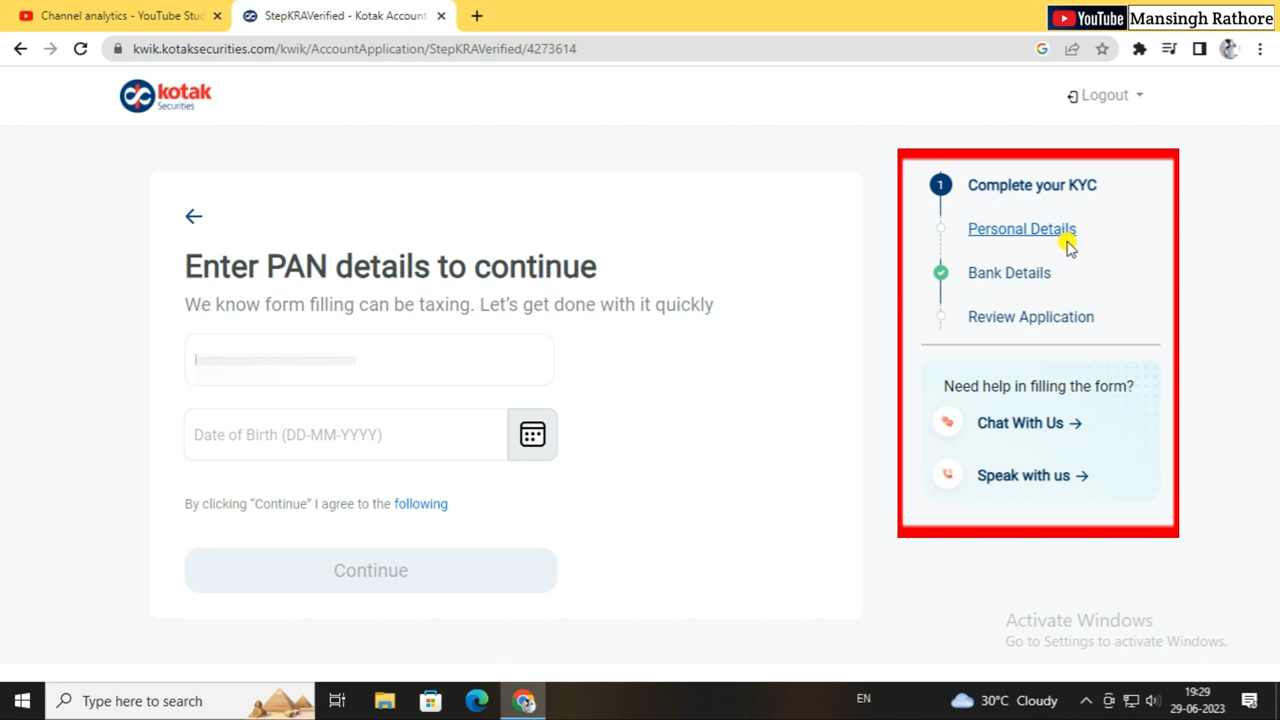 Channel analytics - YouTube Stud
StepKRAVerified - Kotak Account
YouTube Mansingh Rathore
kwik.kotaksecurities.com/kwik/AccountApplication/StepKRAVerified/4273614
kotak
Securities
Logout
Enter PAN details to continue
We know form filling can be taxing. Let's get done with it quickly
Date of Birth (DD-MM-YYYY)
By clicking "Continue" I agree to the following
Continue
1 Complete your KYC
Personal Details
Bank Details
Review Application
Need help in filling the form?
Chat With Us →
Speak with us →
Activate Windows
Go to Settings to activate Windows.
Type here to search
EN
30°C Cloudy
19:29
29-06-2023